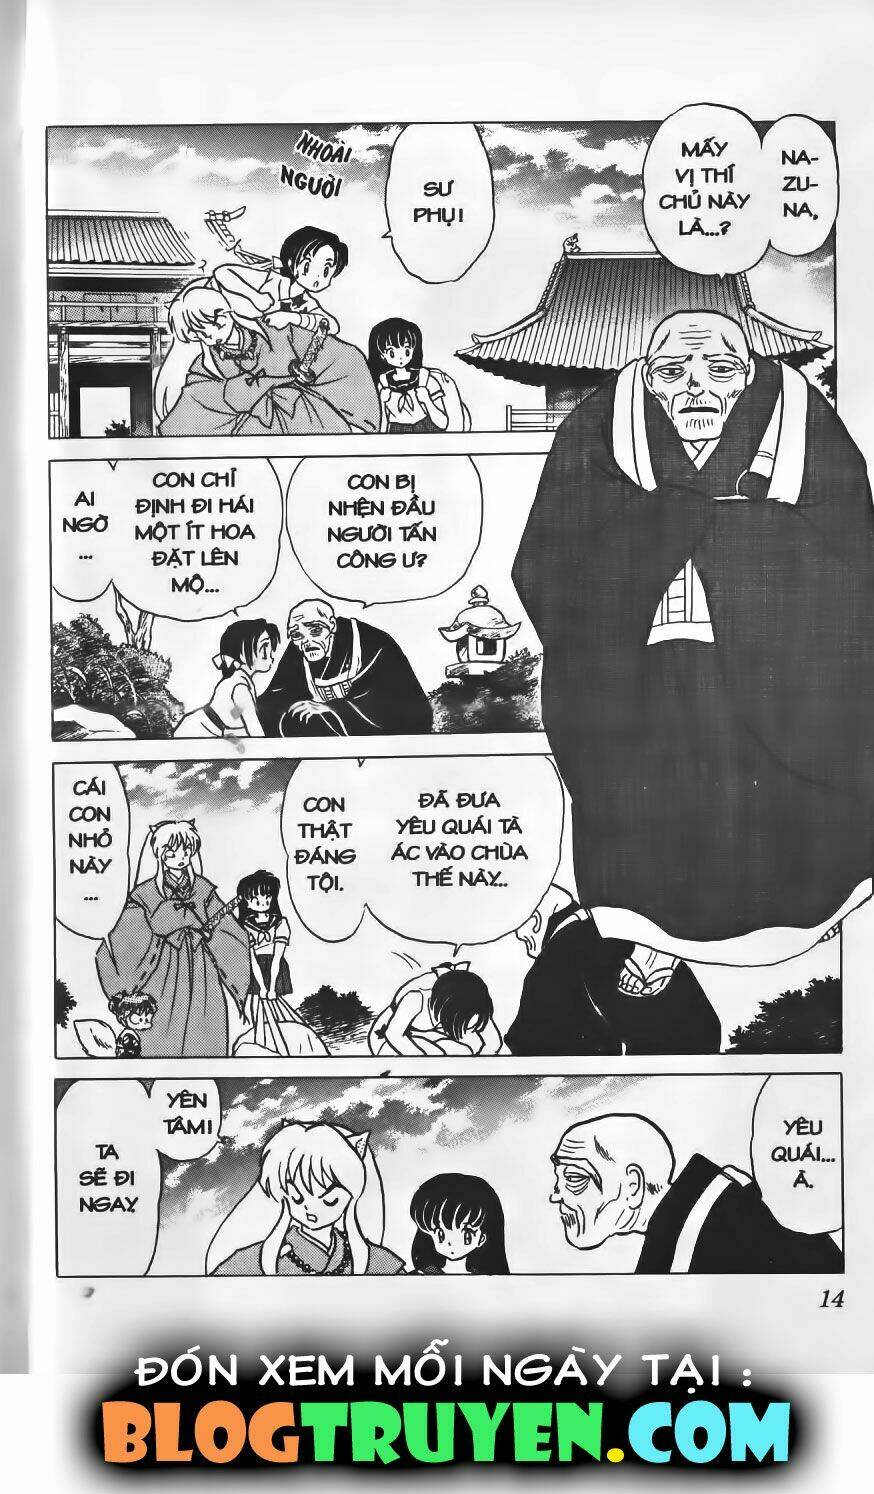 NA-
ZU-
NA,
MẤY
VỊ THÍ
CHỦ NÀY
LÀ...?
SƯ
PHỤ!
NHOÀI
NGƯỜI
CON BỊ
NHỆN ĐẦU
NGƯỜI TẤN
CÔNG Ư?
CON CHỈ
ĐỊNH ĐI HÁI
MỘT ÍT HOA
ĐẶT LÊN
MỘ...
AI
NGỜ
...
ĐÃ ĐƯA
YÊU QUÁI TÀ
ÁC VÀO CHÙA
THẾ NÀY...
CON
THẬT
ĐÁNG
TỘI.
CÁI
CON
NHỎ
NÀY
...
YÊU
QUÁI...
À.
YÊN
TÂM!
TA
SẼ ĐI
NGAY.
14
ĐÓN XEM MỖI NGÀY TẠI :
BLOGTRUYEN.COM